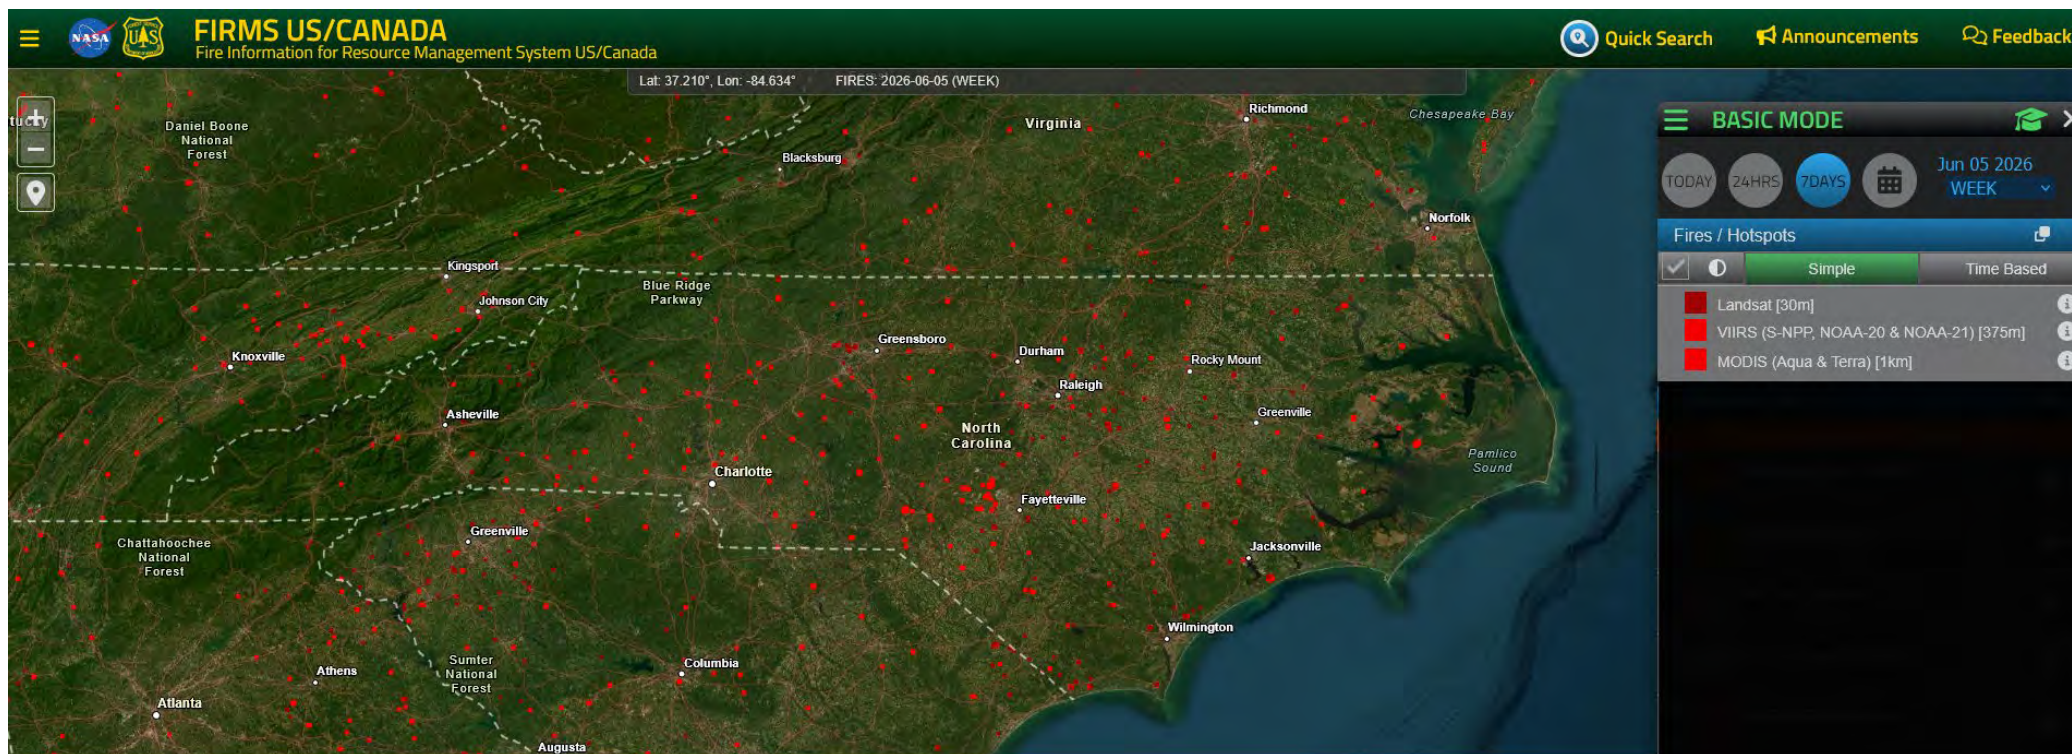 NASA
UAS
FIRMS US/CANADA
Fire Information for Resource Management System US/Canada
Quick Search
Announcements
Feedback
Lat: 37.210°, Lon: -84.634°
FIRES: 2026-06-05 (WEEK)
tucky
Daniel Boone
National
Forest
Virginia
Richmond
Chesapeake Bay
Blacksburg
Norfolk
Kingsport
Johnson City
Blue Ridge
Parkway
Greensboro
Durham
Rocky Mount
Knoxville
Raleigh
Asheville
Greenville
North
Carolina
Charlotte
Pamlico
Sound
Fayetteville
Greenville
Chattahoochee
National
Forest
Jacksonville
Wilmington
Sumter
National
Forest
Columbia
Athens
Atlanta
Augusta
BASIC MODE
TODAY
24HRS
7DAYS
Jun 05 2026
WEEK
Fires / Hotspots
Simple
Time Based
Landsat [30m]
VIIRS (S-NPP, NOAA-20 & NOAA-21) [375m]
MODIS (Aqua & Terra) [1km]